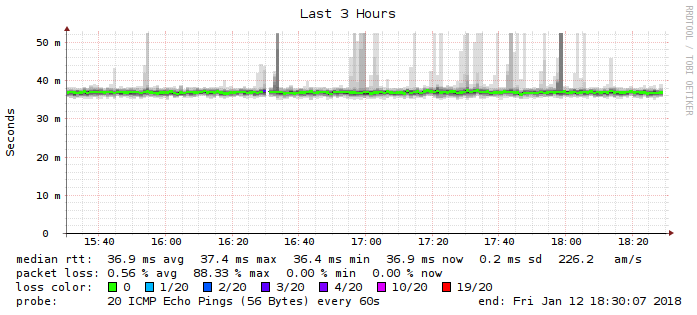 Last 3 Hours
RRDTOOL / TOBI OETIKER
Seconds
50 m
40 m
30 m
20 m
10 m
0
15:40 16:00 16:20 16:40 17:00 17:20 17:40 18:00 18:20
median rtt: 36.9 ms avg 37.4 ms max 36.4 ms min 36.9 ms now 0.2 ms sd 226.2 am/s
packet loss: 0.56 % avg 88.33 % max 0.00 % min 0.00 % now
loss color: 0 1/20 2/20 3/20 4/20 10/20 19/20
probe: 20 ICMP Echo Pings (56 Bytes) every 60s end: Fri Jan 12 18:30:07 2018